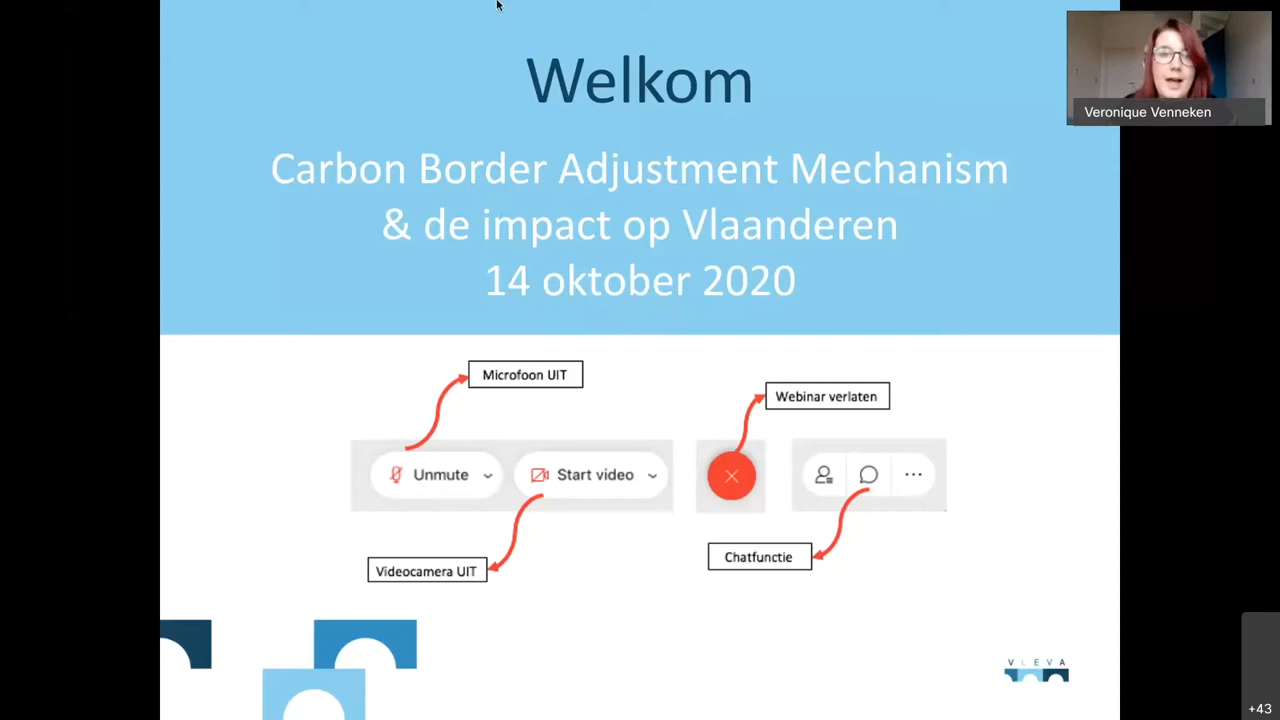 Welkom
Carbon Border Adjustment Mechanism
& de impact op Vlaanderen
14 oktober 2020
Veronique Venneken
Microfoon UIT
Webinar verlaten
Unmute
Start video
Videocamera UIT
Chatfunctie
VLEVA
+43